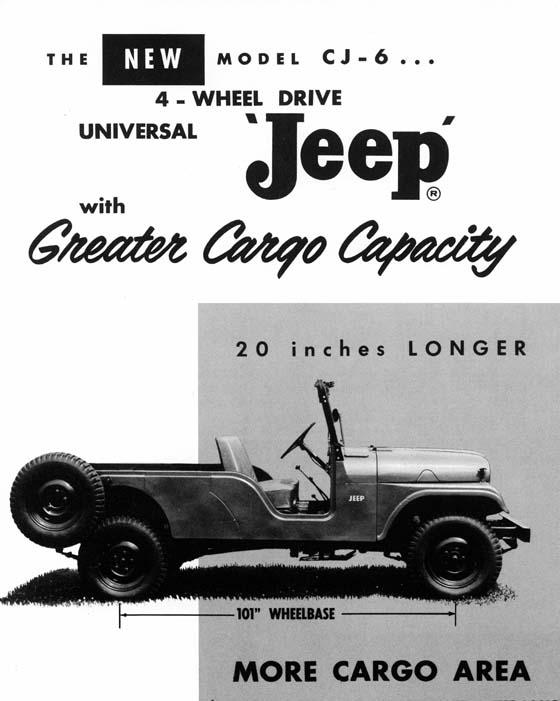 THE NEW MODEL CJ-6...
4-WHEEL DRIVE
UNIVERSAL 'Jeep'®
with
Greater Cargo Capacity
20 inches LONGER
JEEP
101" WHEELBASE
MORE CARGO AREA